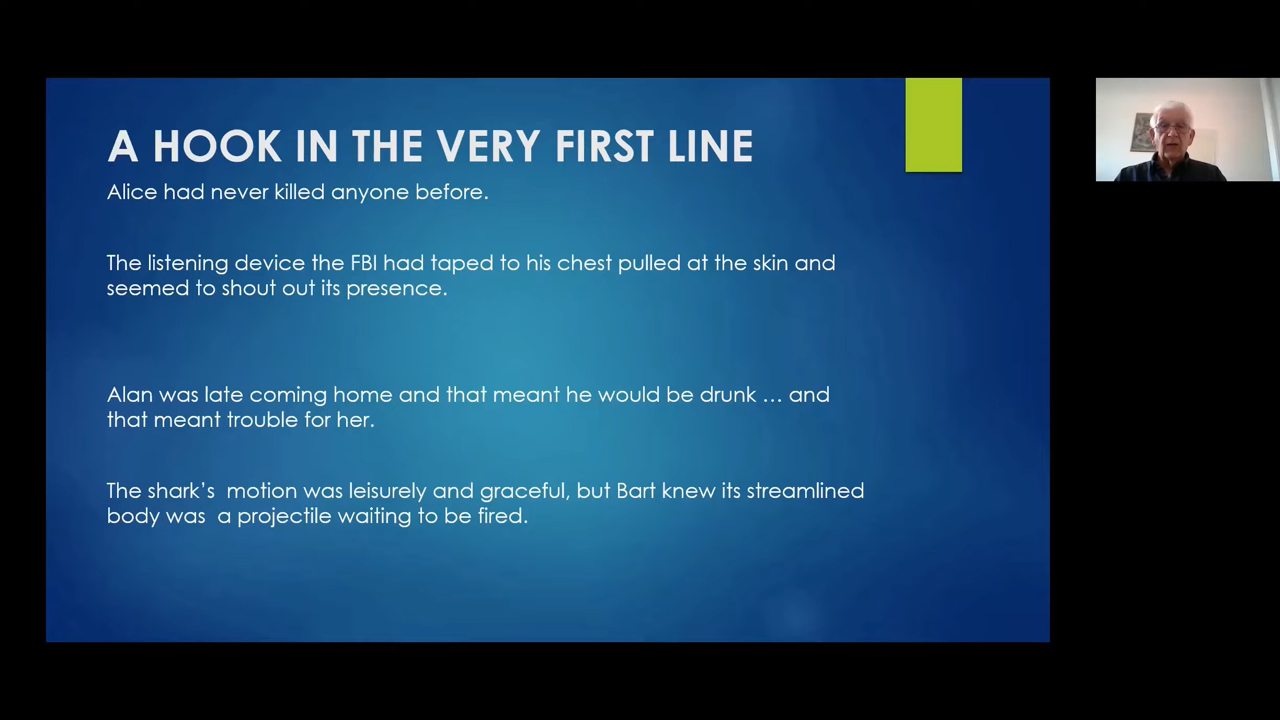 A HOOK IN THE VERY FIRST LINE
Alice had never killed anyone before.
The listening device the FBI had taped to his chest pulled at the skin and
seemed to shout out its presence.
Alan was late coming home and that meant he would be drunk … and
that meant trouble for her.
The shark’s  motion was leisurely and graceful, but Bart knew its streamlined
body was  a projectile waiting to be fired.